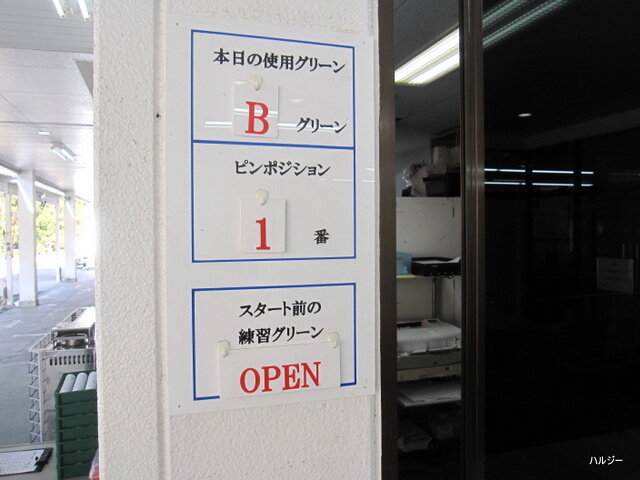 本日の使用グリーン
B グリーン
ピンポジション
1 番
スタート前の
練習グリーン
OPEN
ハルジー